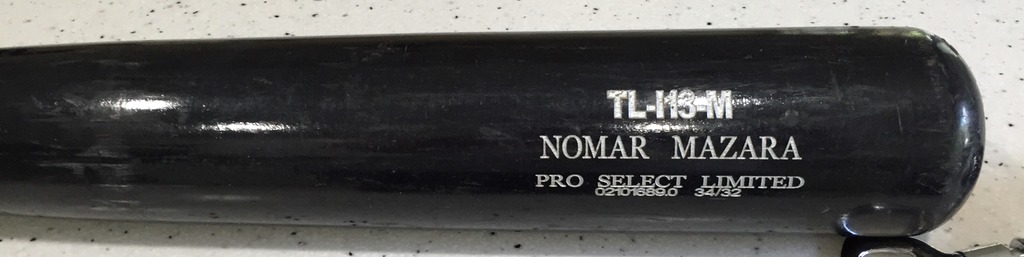 TL-I13-M
NOMAR MAZARA
PRO SELECT LIMITED
02101689.0 34/32